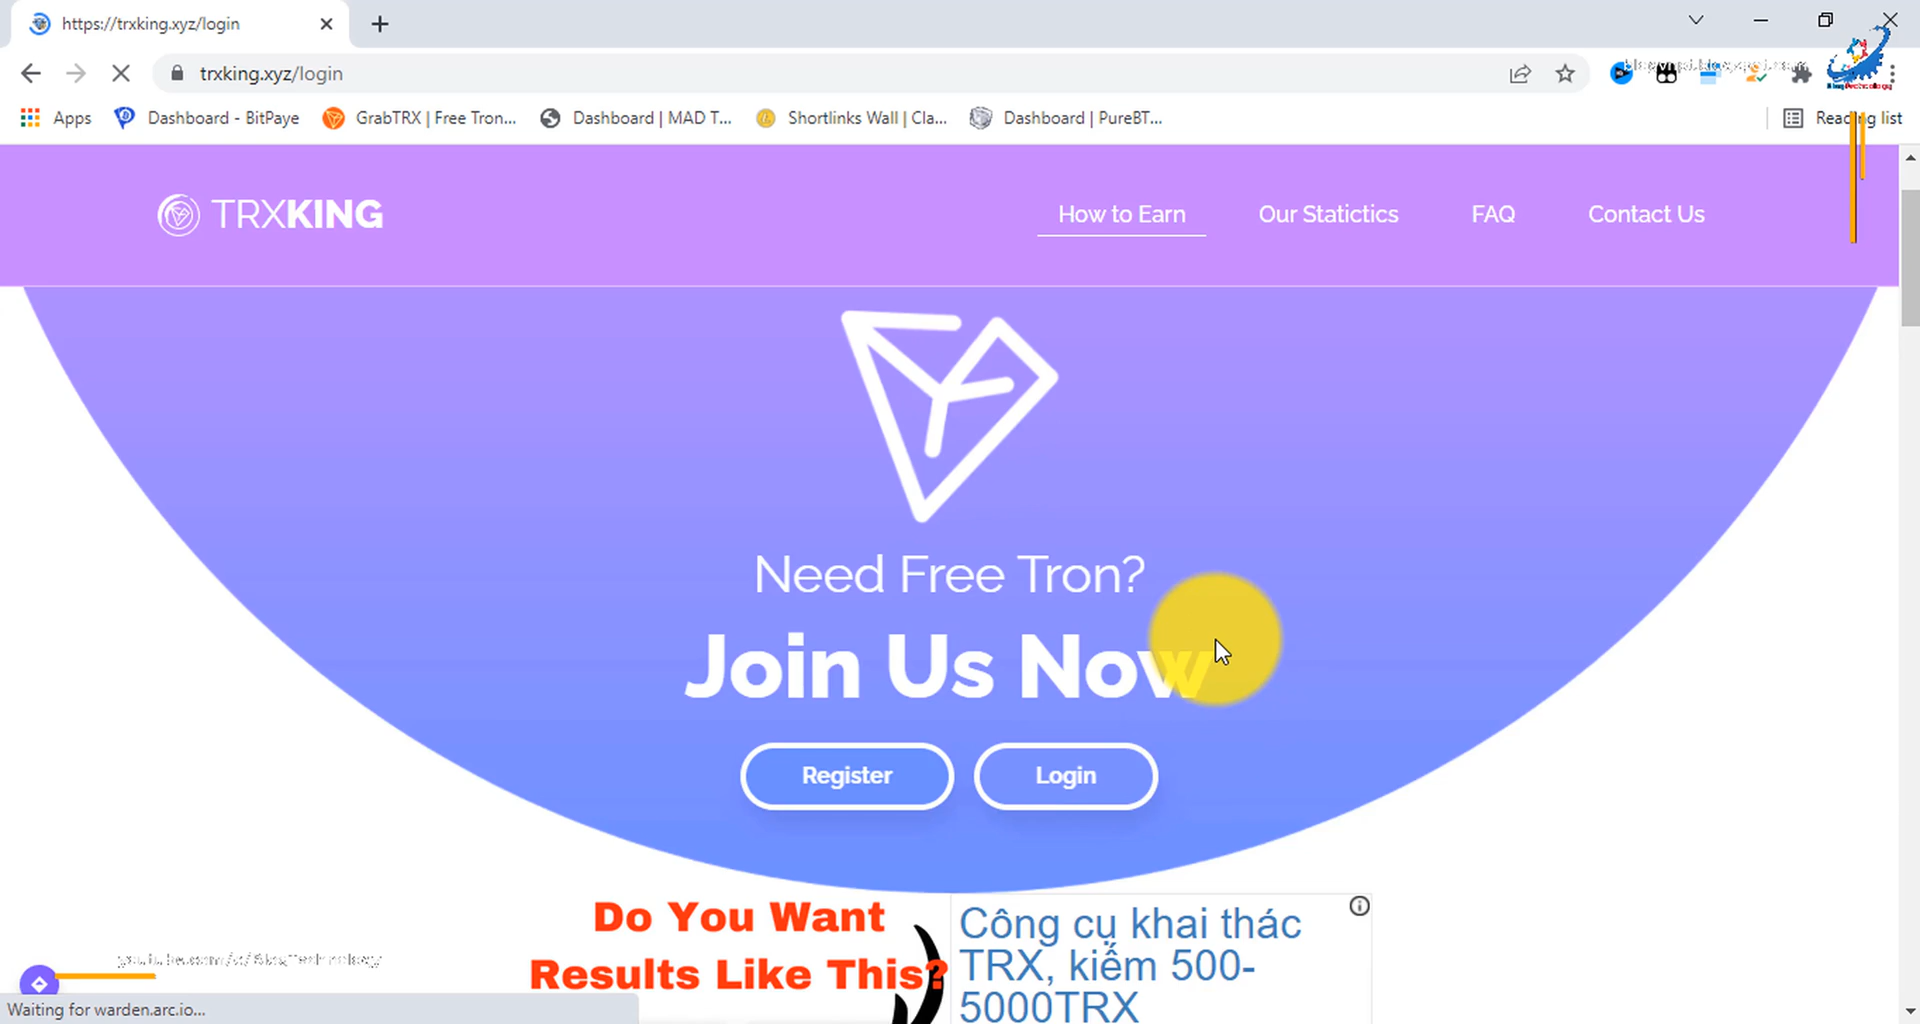 https://trxking.xyz/login
trxking.xyz/login
Apps
Dashboard - BitPaye
GrabTRX | Free Tron...
Dashboard | MAD T...
Shortlinks Wall | Cla...
Dashboard | PureBT...
Reading list
TRXKING
How to Earn
Our Statictics
FAQ
Contact Us
Need Free Tron?
Join Us Now
Register
Login
Do You Want
Results Like This?
Công cụ khai thác
TRX, kiếm 500-
5000TRX
Waiting for warden.arc.io...